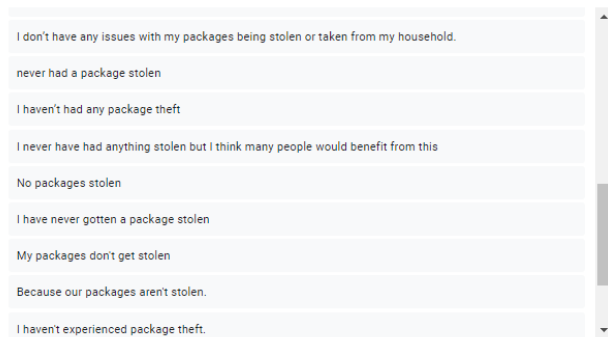 I don't have any issues with my packages being stolen or taken from my household.
never had a package stolen
I haven't had any package theft
I never have had anything stolen but I think many people would benefit from this
No packages stolen
I have never gotten a package stolen
My packages don't get stolen
Because our packages aren't stolen.
I haven't experienced package theft.